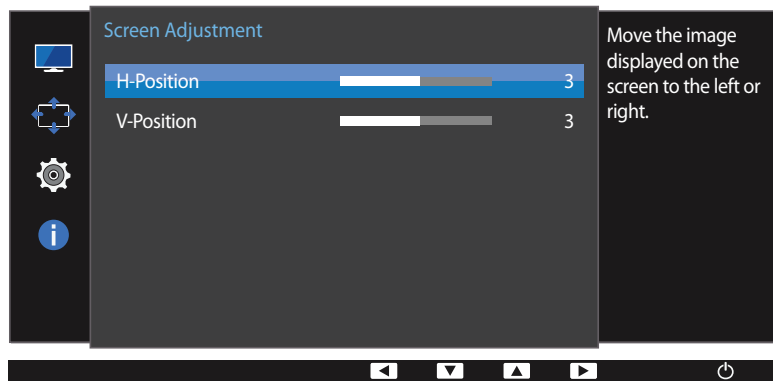 Screen Adjustment
H-Position 3
V-Position 3
Move the image
displayed on the
screen to the left or
right.